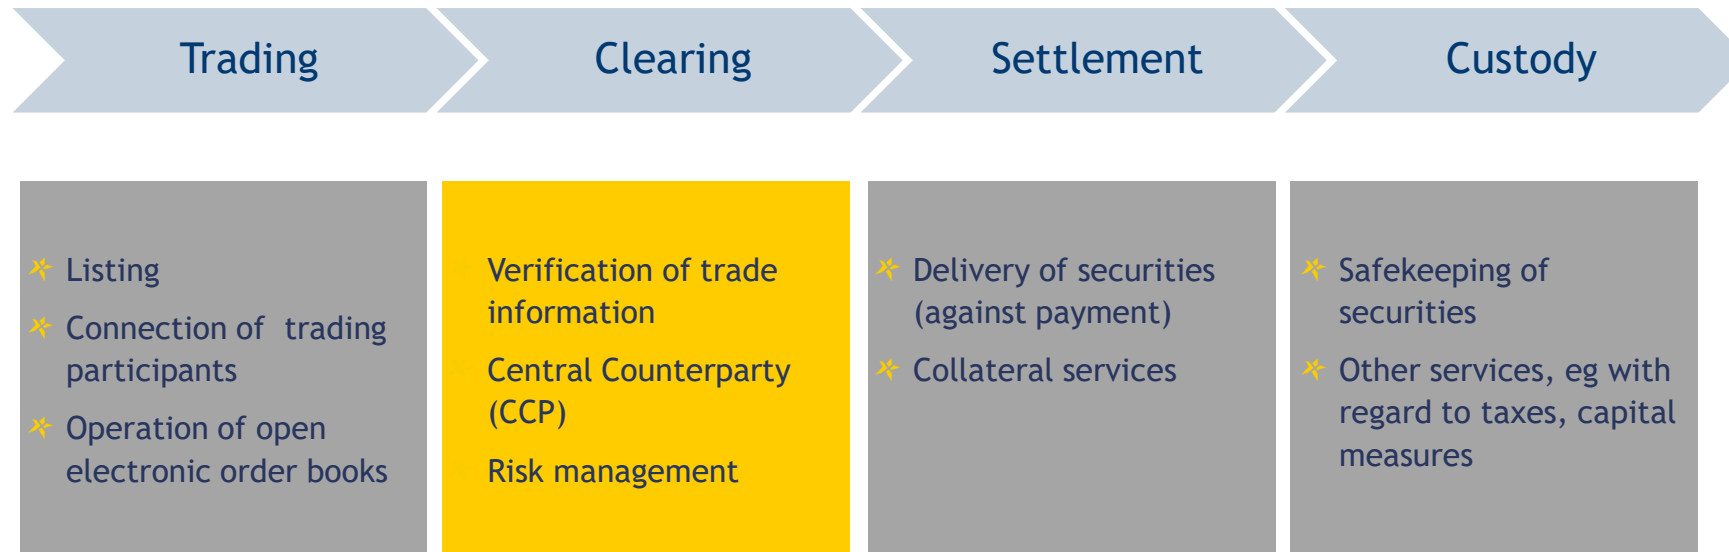 Trading
Clearing
Settlement
Custody
Listing
Connection of trading
participants
Operation of open
electronic order books
Verification of trade
information
Central Counterparty
(CCP)
Risk management
Delivery of securities
(against payment)
Collateral services
Safekeeping of
securities
Other services, eg with
regard to taxes, capital
measures